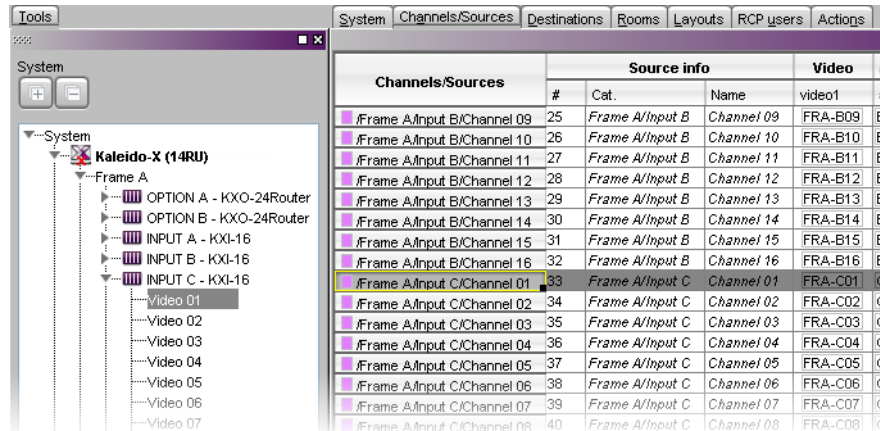 Tools
System
Kaleido-X (14RU)
Frame A
OPTION A - KXO-24Router
OPTION B - KXO-24Router
INPUT A - KXI-16
INPUT B - KXI-16
INPUT C - KXI-16
Video 01
Video 02
Video 03
Video 04
Video 05
Video 06
Video 07
System Channels/Sources Destinations Rooms Layouts RCP users Actions
Channels/Sources Source info Video
# Cat. Name video1
/Frame A/Input B/Channel 09 25 Frame A/Input B Channel 09 FRA-B09
/Frame A/Input B/Channel 10 26 Frame A/Input B Channel 10 FRA-B10
/Frame A/Input B/Channel 11 27 Frame A/Input B Channel 11 FRA-B11
/Frame A/Input B/Channel 12 28 Frame A/Input B Channel 12 FRA-B12
/Frame A/Input B/Channel 13 29 Frame A/Input B Channel 13 FRA-B13
/Frame A/Input B/Channel 14 30 Frame A/Input B Channel 14 FRA-B14
/Frame A/Input B/Channel 15 31 Frame A/Input B Channel 15 FRA-B15
/Frame A/Input B/Channel 16 32 Frame A/Input B Channel 16 FRA-B16
/Frame A/Input C/Channel 01 33 Frame A/Input C Channel 01 FRA-C01
/Frame A/Input C/Channel 02 34 Frame A/Input C Channel 02 FRA-C02
/Frame A/Input C/Channel 03 35 Frame A/Input C Channel 03 FRA-C03
/Frame A/Input C/Channel 04 36 Frame A/Input C Channel 04 FRA-C04
/Frame A/Input C/Channel 05 37 Frame A/Input C Channel 05 FRA-C05
/Frame A/Input C/Channel 06 38 Frame A/Input C Channel 06 FRA-C06
/Frame A/Input C/Channel 07 39 Frame A/Input C Channel 07 FRA-C07
/Frame A/Input C/Channel 08 40 Frame A/Input C Channel 08 FRA-C08